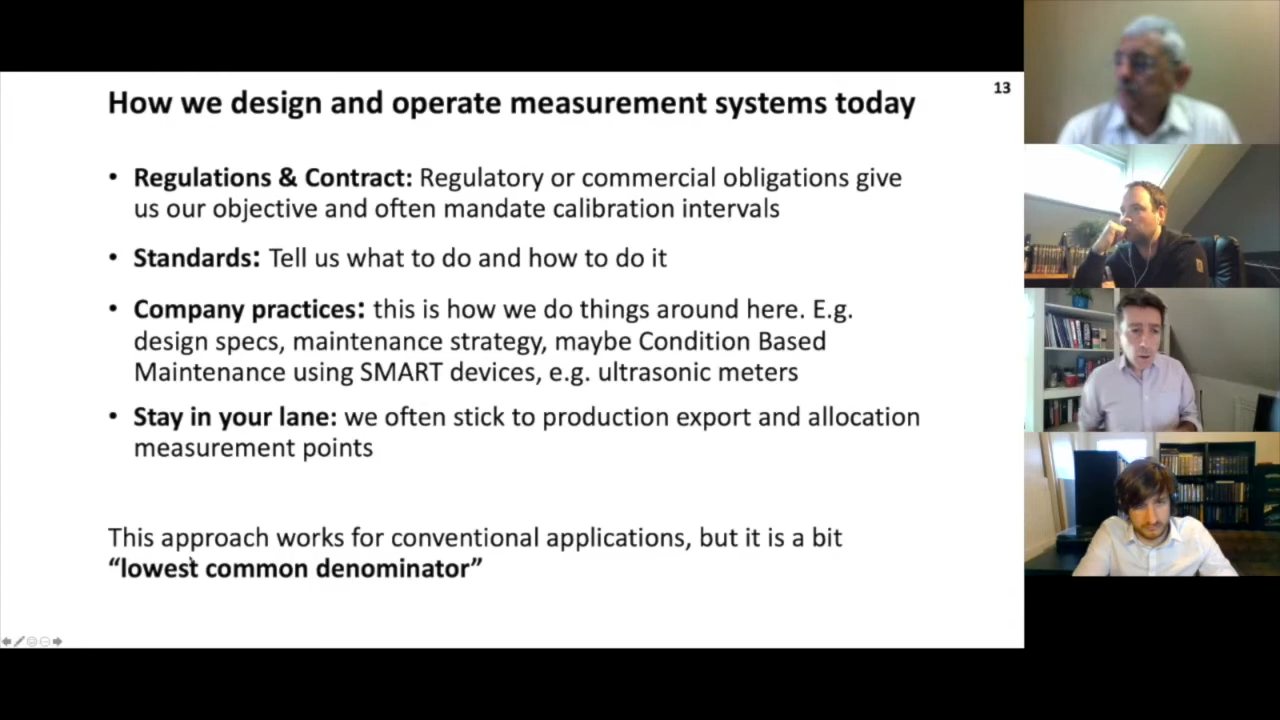 How we design and operate measurement systems today
13
• Regulations & Contract: Regulatory or commercial obligations give
us our objective and often mandate calibration intervals
• Standards: Tell us what to do and how to do it
• Company practices: this is how we do things around here. E.g.
design specs, maintenance strategy, maybe Condition Based
Maintenance using SMART devices, e.g. ultrasonic meters
• Stay in your lane: we often stick to production export and allocation
measurement points
This approach works for conventional applications, but it is a bit
“lowest common denominator”